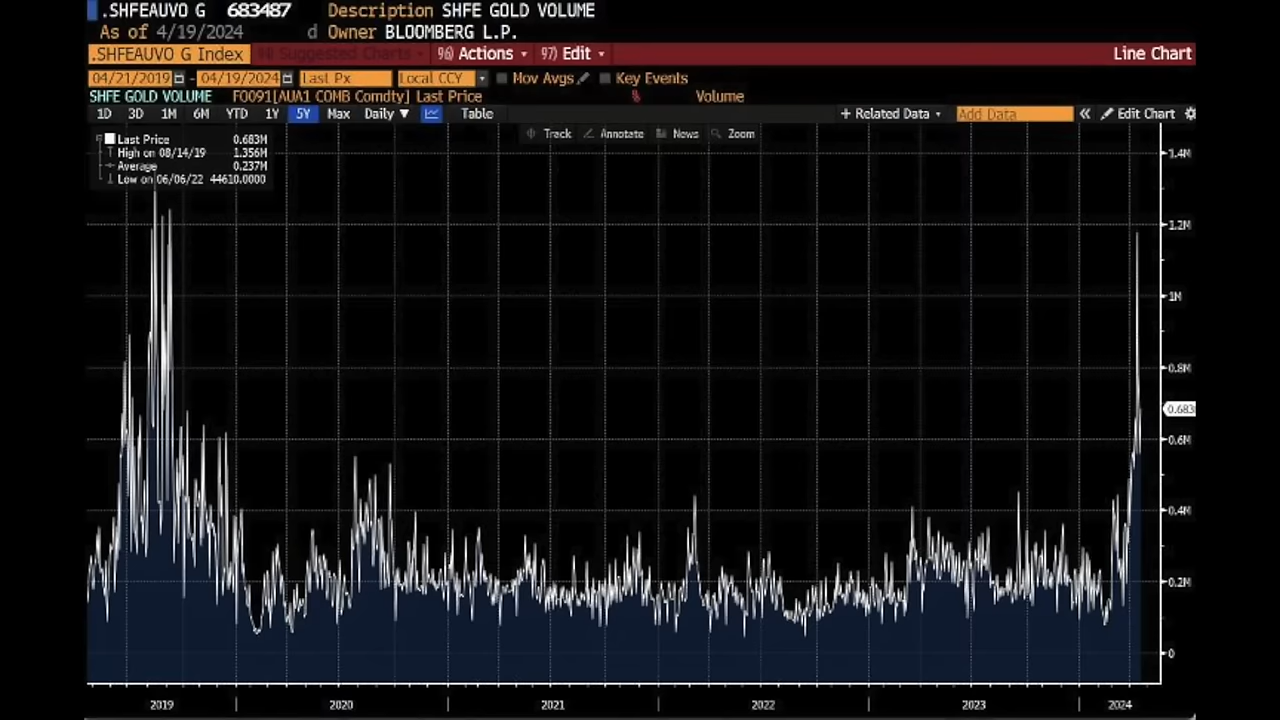 .SHFEAUVO G 683487 Description SHFE GOLD VOLUME
As of 4/19/2024 d Owner BLOOMBERG L.P.
.SHFEAUVO G Index 94) Suggested Charts 96) Actions 97) Edit Line Chart
04/21/2019 - 04/19/2024 Last Px Local CCY Mov Avgs Key Events
SHFE GOLD VOLUME F0091[AUA1 COMB Comdty] Last Price % Volume
1D 3D 1M 6M YTD 1Y 5Y Max Daily ▼ Table + Related Data Add Data « Edit Chart
Track Annotate News Zoom
Last Price 0.683M
High on 08/14/19 1.356M
Average 0.237M
Low on 06/06/22 44610.0000
1.4M
1.2M
1M
0.8M
0.683
0.6M
0.4M
0.2M
0
2019 2020 2021 2022 2023 2024